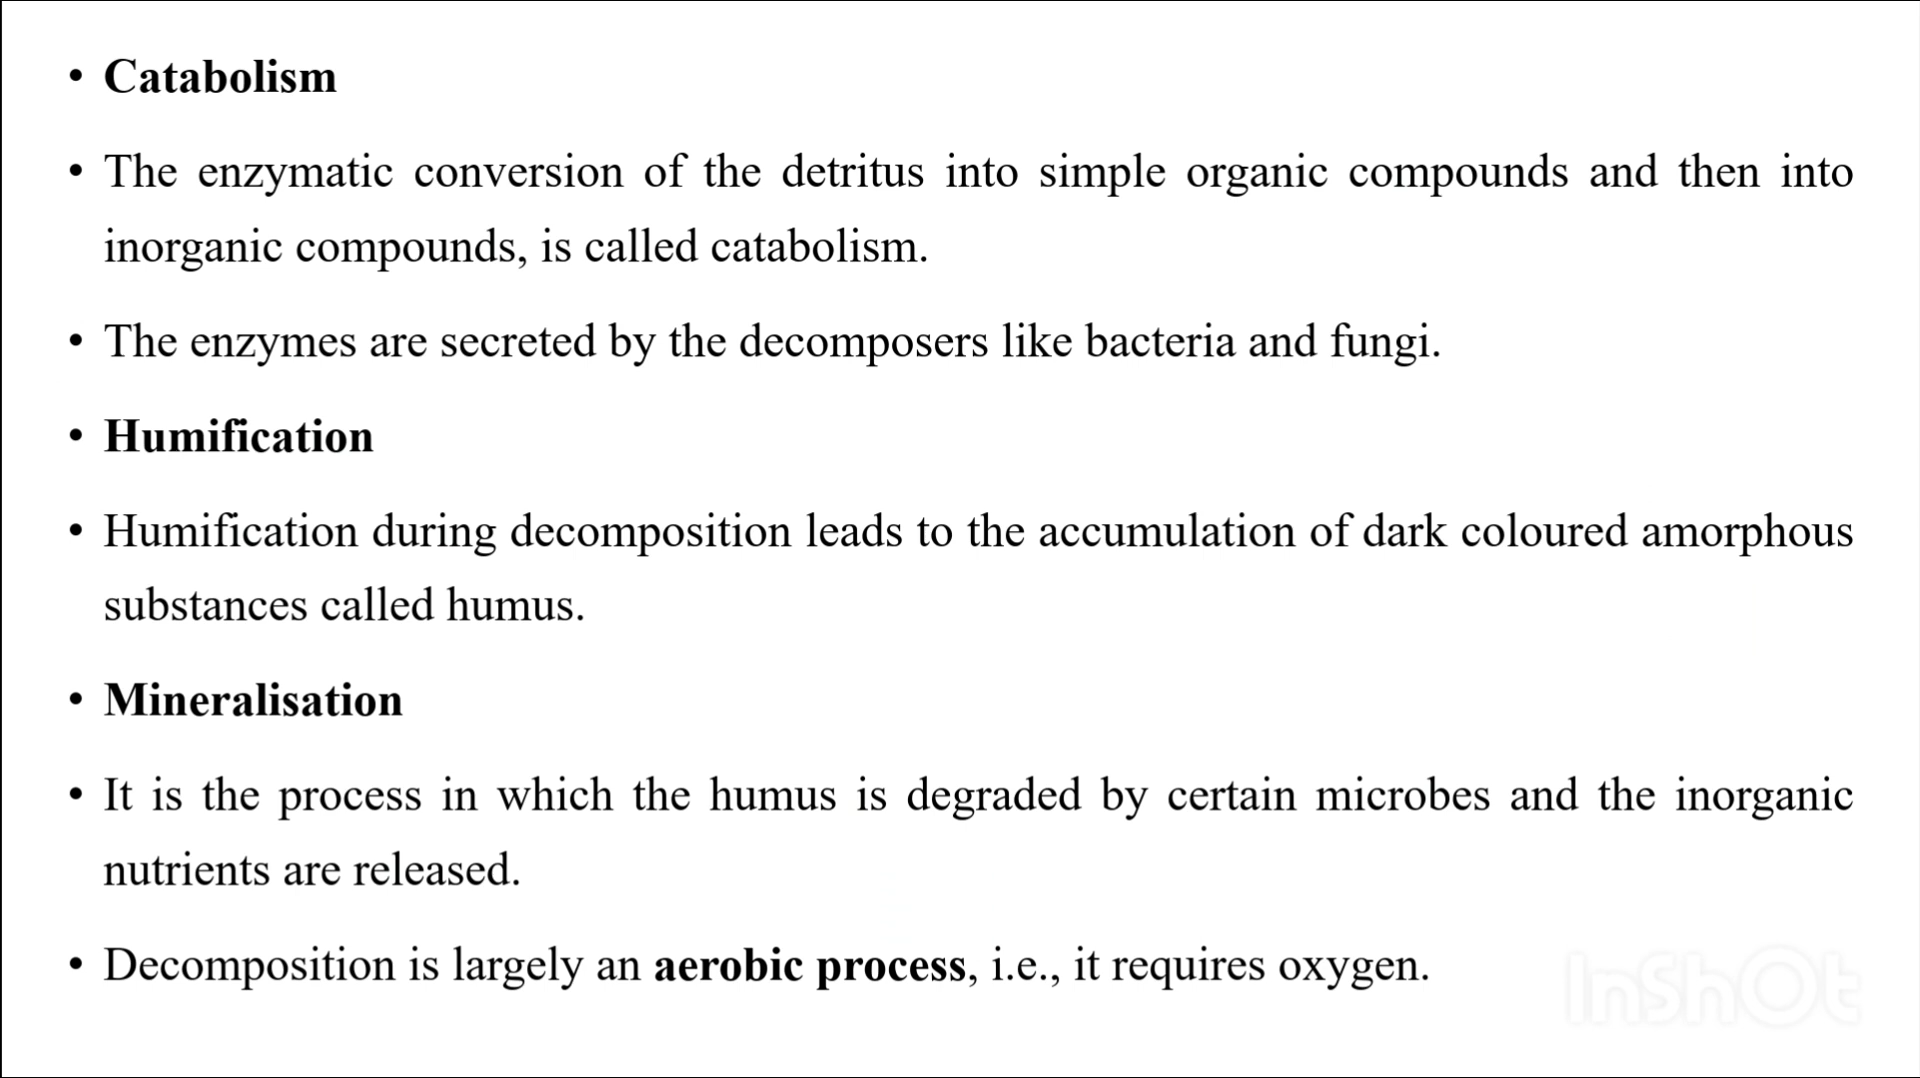 • Catabolism
• The enzymatic conversion of the detritus into simple organic compounds and then into
inorganic compounds, is called catabolism.
• The enzymes are secreted by the decomposers like bacteria and fungi.
• Humification
• Humification during decomposition leads to the accumulation of dark coloured amorphous
substances called humus.
• Mineralisation
• It is the process in which the humus is degraded by certain microbes and the inorganic
nutrients are released.
• Decomposition is largely an aerobic process, i.e., it requires oxygen.
InShOt